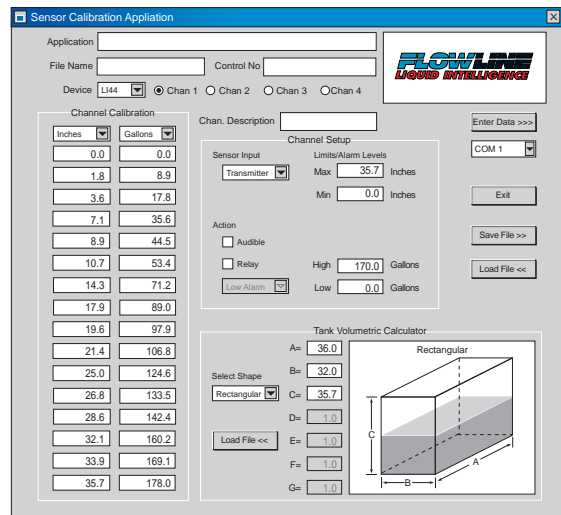 Sensor Calibration Appliation
Application
File Name
Control No
Device LI44 Chan 1 Chan 2 Chan 3 Chan 4
FLOWLINE
LIQUID INTELLIGENCE
Channel Calibration
Inches Gallons
0.0 0.0
1.8 8.9
3.6 17.8
7.1 35.6
8.9 44.5
10.7 53.4
14.3 71.2
17.9 89.0
19.6 97.9
21.4 106.8
25.0 124.6
26.8 133.5
28.6 142.4
32.1 160.2
33.9 169.1
35.7 178.0
Chan. Description
Channel Setup
Sensor Input
Transmitter
Limits/Alarm Levels
Max 35.7 Inches
Min 0.0 Inches
Action
Audible
Relay
Low Alarm
High 170.0 Gallons
Low 0.0 Gallons
Enter Data >>>
COM 1
Exit
Save File >>
Load File <<
Tank Volumetric Calculator
Select Shape
Rectangular
Load File <<
A= 36.0
B= 32.0
C= 35.7
D= 1.0
E= 1.0
F= 1.0
G= 1.0
Rectangular
C
A
B